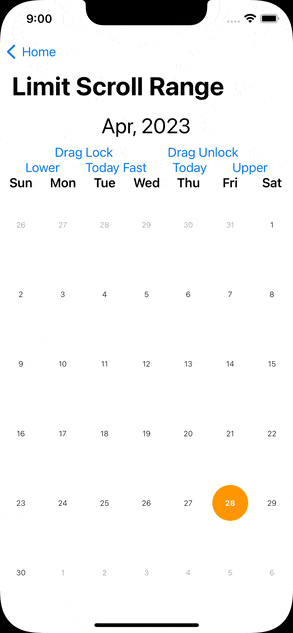 9:00
Home
Limit Scroll Range
Apr, 2023
Drag Lock Drag Unlock
Lower Today Fast Today Upper
Sun Mon Tue Wed Thu Fri Sat
26 27 28 29 30 31 1
2 3 4 5 6 7 8
9 10 11 12 13 14 15
16 17 18 19 20 21 22
23 24 25 26 27 28 29
30 1 2 3 4 5 6